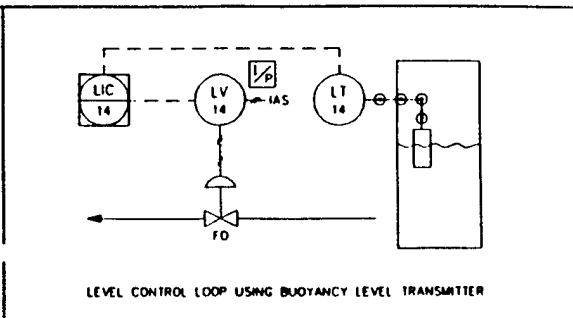 I/P
LIC
14
LV
14
IAS
LT
14
FO
LEVEL CONTROL LOOP USING BUOYANCY LEVEL TRANSMITTER